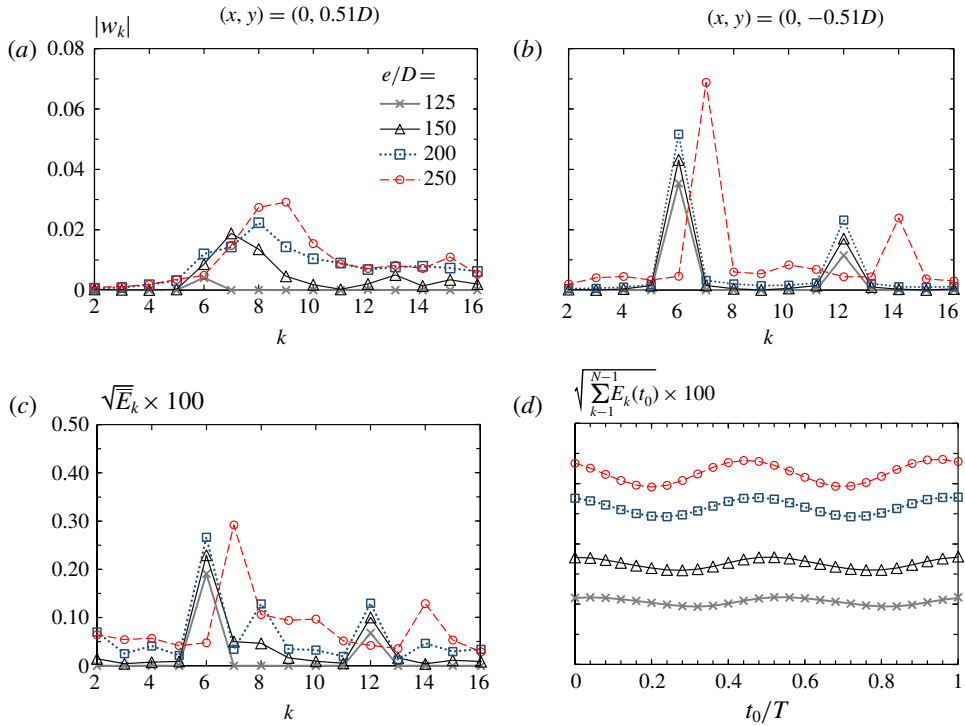 (x, y) = (0, 0.51D)
(x, y) = (0, −0.51D)
(a) |w_k|
(b)
0.08
0.06
0.04
0.02
0
e/D =
125
150
200
250
2 4 6 8 10 12 14 16
k
2 4 6 8 10 12 14 16
k
(c) √E̅_k × 100
(d) √∑_{k−1}^{N−1} E_k(t_0) × 100
0.50
0.40
0.30
0.20
0.10
0
2 4 6 8 10 12 14 16
k
0 0.2 0.4 0.6 0.8 1
t_0/T